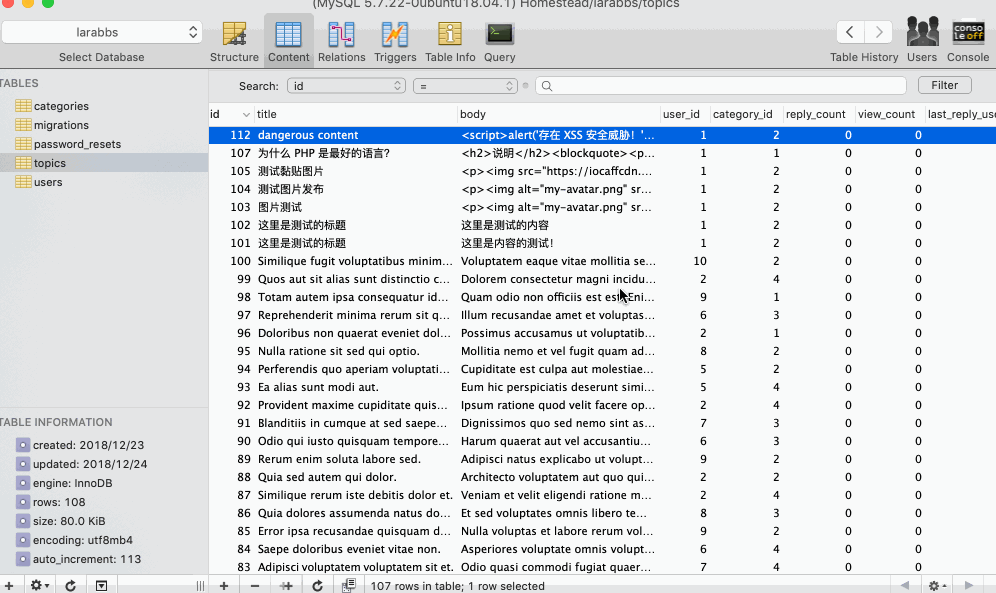 (MySQL 5.7.22-0ubuntu18.04.1) Homestead/larabbs/topics
larabbs
Select Database
Structure Content Relations Triggers Table Info Query
Table History Users Console
conso
le off
TABLES
categories
migrations
password_resets
topics
users
Search: id = Filter
id title body user_id category_id reply_count view_count last_reply_use
112 dangerous content <script>alert('存在 XSS 安全威胁！'... 1 2 0 0
107 为什么 PHP 是最好的语言? <h2>说明</h2><blockquote><p... 1 1 0 0
105 测试黏贴图片 <p><img src="https://iocaffcdn.... 1 2 0 0
104 测试图片发布 <p><img alt="my-avatar.png" sr... 1 2 0 0
103 图片测试 <p><img alt="my-avatar.png" sr... 1 2 0 0
102 这里是测试的标题 这里是测试的内容 1 2 0 0
101 这里是测试的标题 这里是内容的测试! 1 2 0 0
100 Similique fugit voluptatibus minim... Voluptatem eaque vitae mollitia se... 10 2 0 0
99 Quos aut sit alias sunt distinctio c... Dolorem consectetur magni incidu... 2 4 0 0
98 Totam autem ipsa consequatur id... Quam odio non officiis est est Eni... 9 1 0 0
97 Reprehenderit minima rerum sit q... Illum recusandae amet et voluptas... 6 3 0 0
96 Doloribus non quaerat eveniet dol... Possimus accusamus ut voluptatib... 2 1 0 0
95 Nulla ratione sit sed qui optio. Mollitia nemo et vel fugit quam ad... 8 2 0 0
94 Perferendis quo aperiam voluptati... Cupiditate est culpa aut molestiae... 5 2 0 0
93 Ea alias sunt modi aut. Eum hic perspiciatis deserunt simi... 5 4 0 0
92 Provident maxime cupiditate quis... Ipsum ratione quod velit facere op... 2 4 0 0
91 Blanditiis in cumque at sed saepe... Dignissimos quo sed nemo sint as... 7 3 0 0
90 Odio qui iusto quisquam tempore... Harum quaerat aut vel accusantiu... 6 3 0 0
89 Rerum enim soluta labore sed. Adipisci natus explicabo ut volupt... 9 2 0 0
88 Quia sed autem qui dolor. Architecto voluptatem aut quo qui... 2 2 0 0
87 Similique rerum iste debitis dolor et. Veniam et velit eligendi ratione m... 2 4 0 0
86 Quia dolores assumenda natus do... Et sed voluptates omnis libero te... 8 3 0 0
85 Error ipsa recusandae quisquam d... Nulla voluptas et labore rerum vol... 9 2 0 0
84 Saepe doloribus eveniet vitae non. Asperiores voluptate omnis volupt... 6 4 0 0
83 Adipisci voluptatem voluptatem sit et. Odio quasi commodi fugiat quaer... 7 4 0 0
TABLE INFORMATION
created: 2018/12/23
updated: 2018/12/24
engine: InnoDB
rows: 108
size: 80.0 KiB
encoding: utf8mb4
auto_increment: 113
107 rows in table; 1 row selected